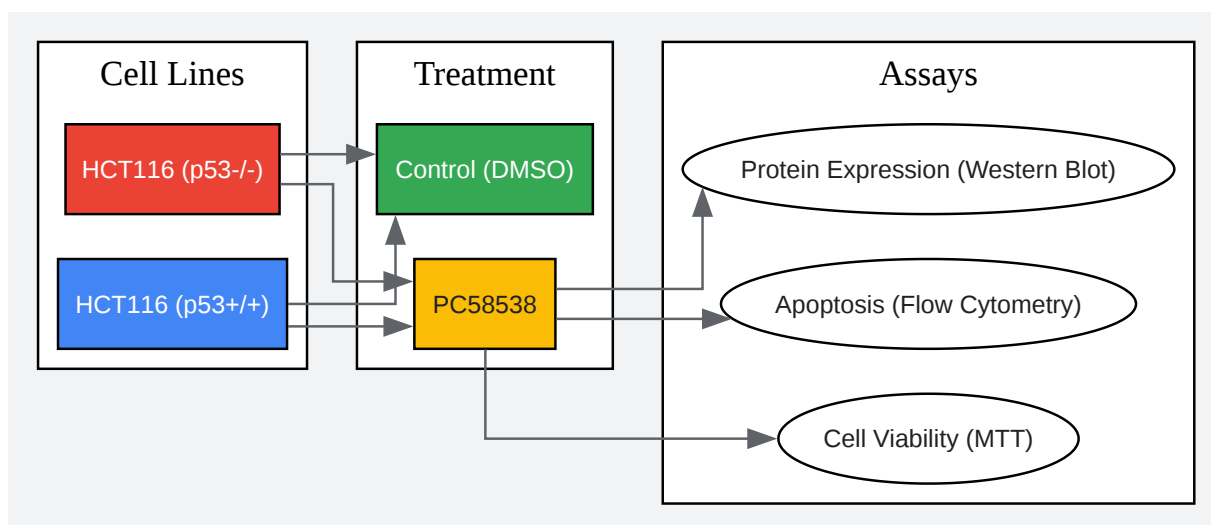 Cell Lines
HCT116 (p53-/-)
HCT116 (p53+/+)
Treatment
Control (DMSO)
PC58538
Assays
Protein Expression (Western Blot)
Apoptosis (Flow Cytometry)
Cell Viability (MTT)